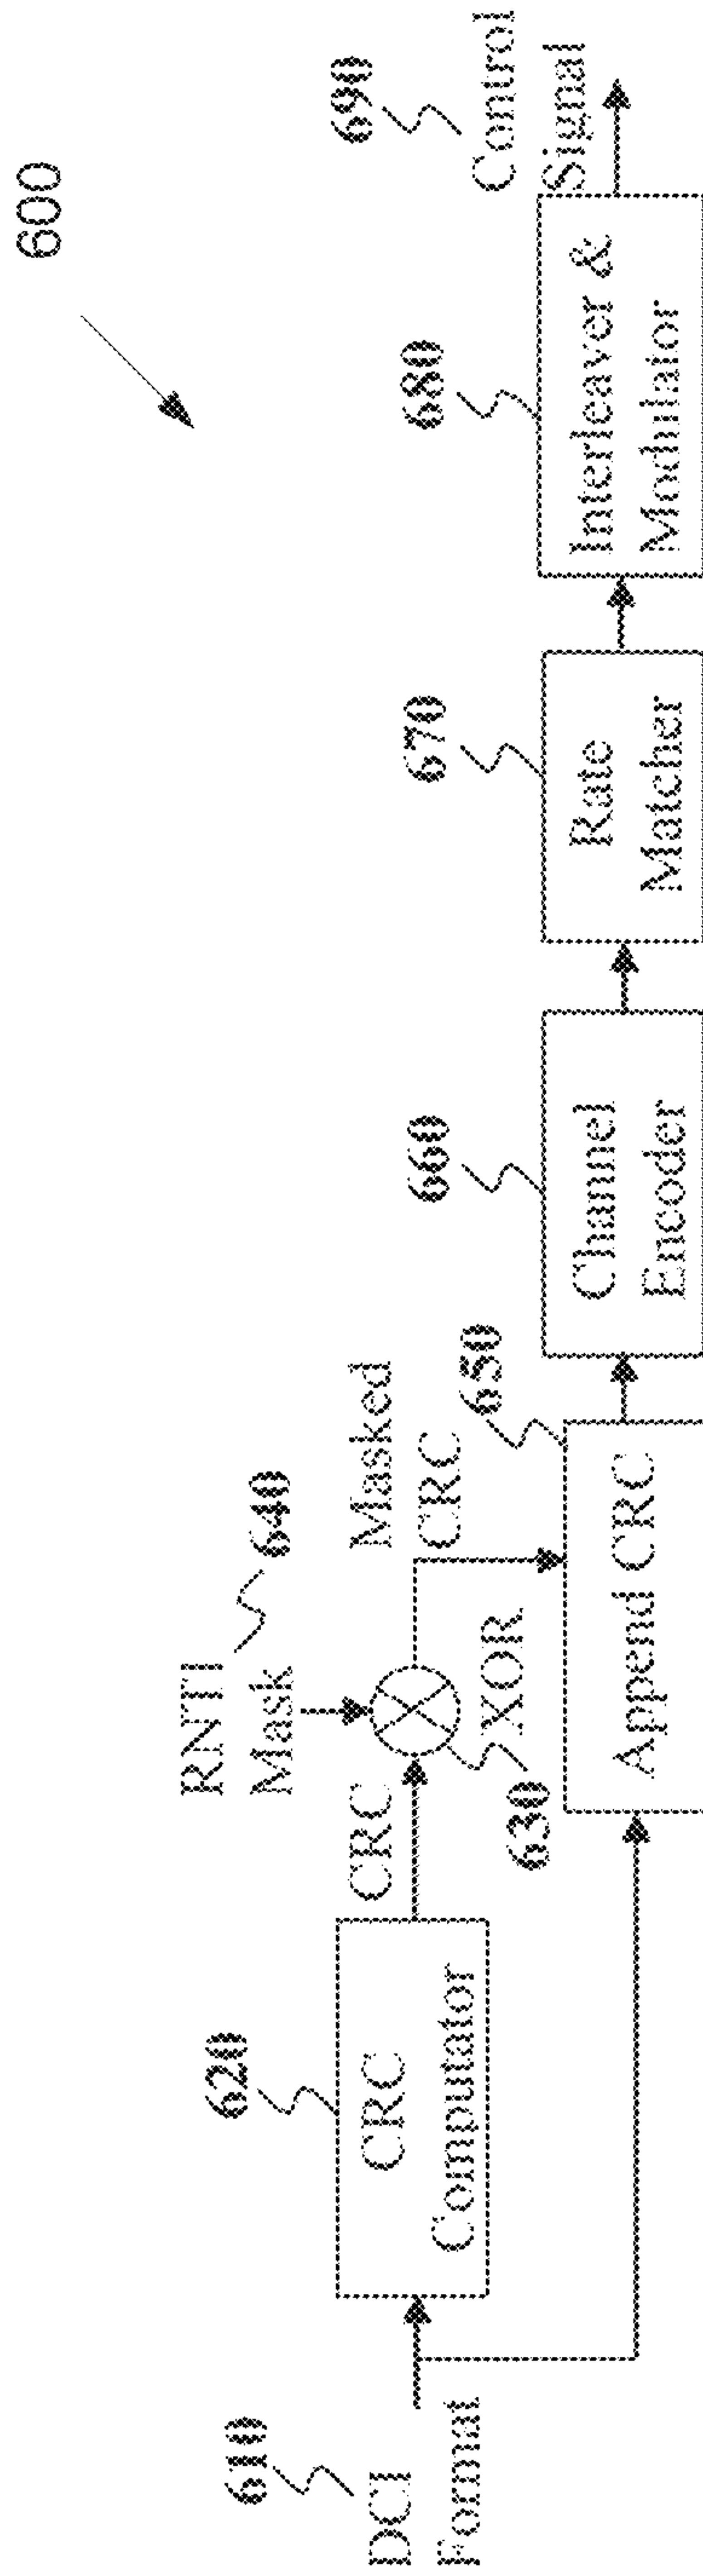 600
610
DCI
Format
620
CRC
Computator
CRC
RNTI
Mask
640
XOR
630
Masked
CRC
650
Append CRC
660
Channel
Encoder
670
Rate
Matcher
680
Interleaver &
Modulator
690
Control
Signal